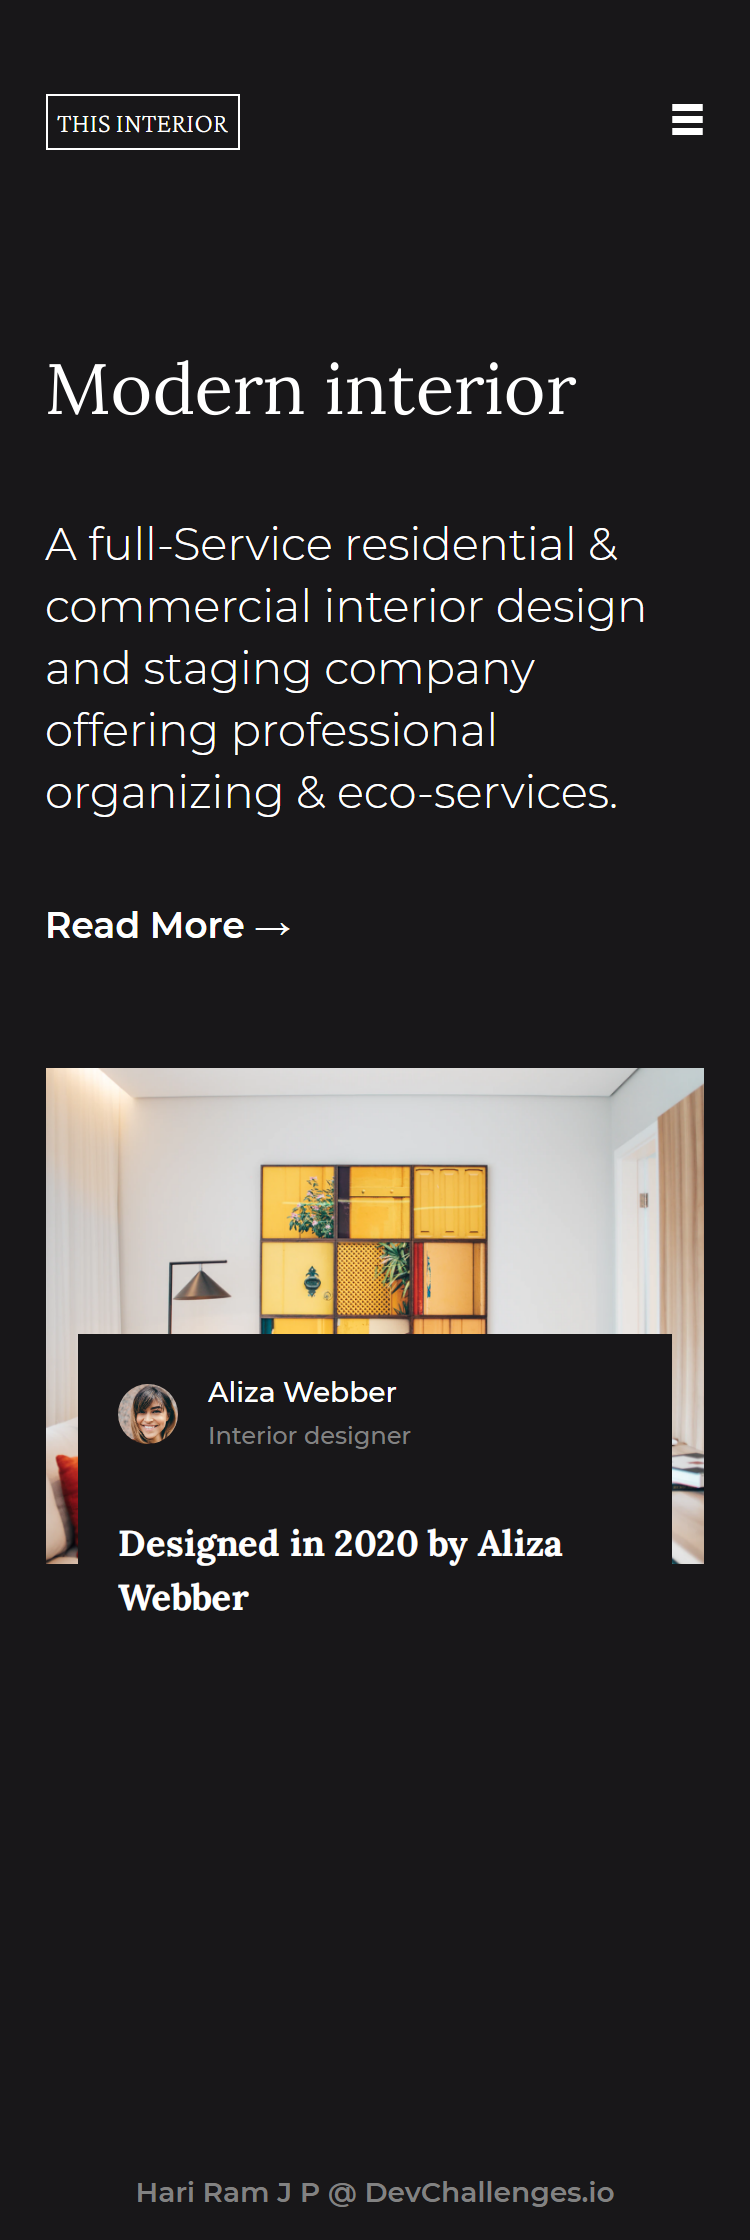 THIS INTERIOR
Modern interior
A full-Service residential &
commercial interior design
and staging company
offering professional
organizing & eco-services.
Read More →
Aliza Webber
Interior designer
Designed in 2020 by Aliza
Webber
Hari Ram J P @ DevChallenges.io